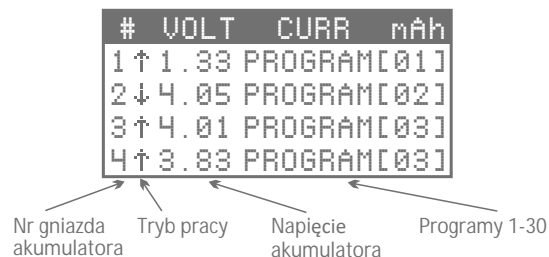 # VOLT CURR mAh
1↑1.33 PROGRAM[01]
2↓4.05 PROGRAM[02]
3↑4.01 PROGRAM[03]
4↑3.83 PROGRAM[03]
Nr gniazda akumulatora
Tryb pracy
Napięcie akumulatora
Programy 1-30